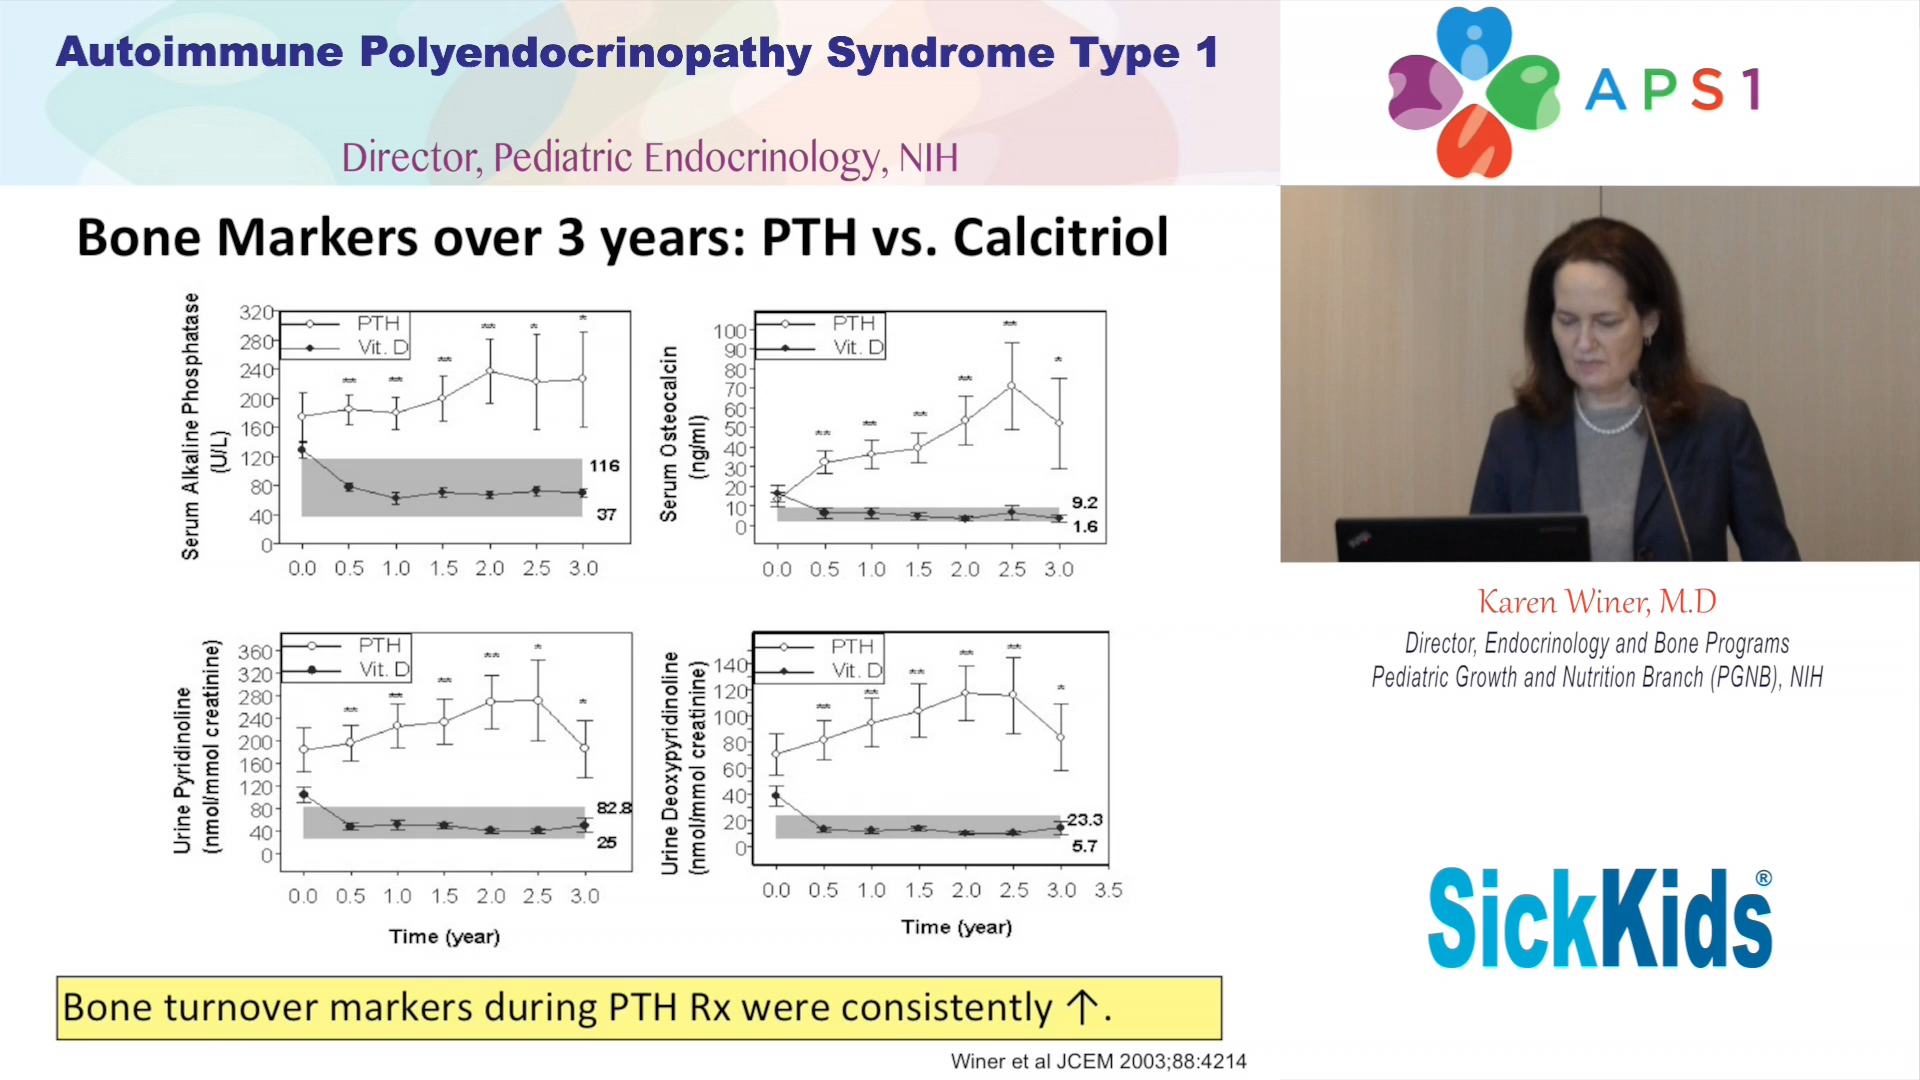 Autoimmune Polyendocrinopathy Syndrome Type 1
Director, Pediatric Endocrinology, NIH
APS1
Bone Markers over 3 years: PTH vs. Calcitriol
Serum Alkaline Phosphatase
(U/L)
320
280
240
200
160
120
80
40
0
PTH
Vit. D
**
**
**
**
*
*
116
37
0.0 0.5 1.0 1.5 2.0 2.5 3.0
Serum Osteocalcin
(ng/ml)
100
90
80
70
60
50
40
30
20
10
0
PTH
Vit. D
**
**
**
**
**
*
9.2
1.6
0.0 0.5 1.0 1.5 2.0 2.5 3.0
Urine Pyridinoline
(nmol/mmol creatinine)
360
320
280
240
200
160
120
80
40
0
PTH
Vit. D
**
**
**
**
*
*
82.8
25
0.0 0.5 1.0 1.5 2.0 2.5 3.0
Time (year)
Urine Deoxypyridinoline
(nmol/mmol creatinine)
140
120
100
80
60
40
20
0
PTH
Vit. D
**
**
**
**
**
*
23.3
5.7
0.0 0.5 1.0 1.5 2.0 2.5 3.0 3.5
Time (year)
Bone turnover markers during PTH Rx were consistently ↑.
Winer et al JCEM 2003;88:4214
Karen Winer, M.D
Director, Endocrinology and Bone Programs
Pediatric Growth and Nutrition Branch (PGNB), NIH
SickKids®